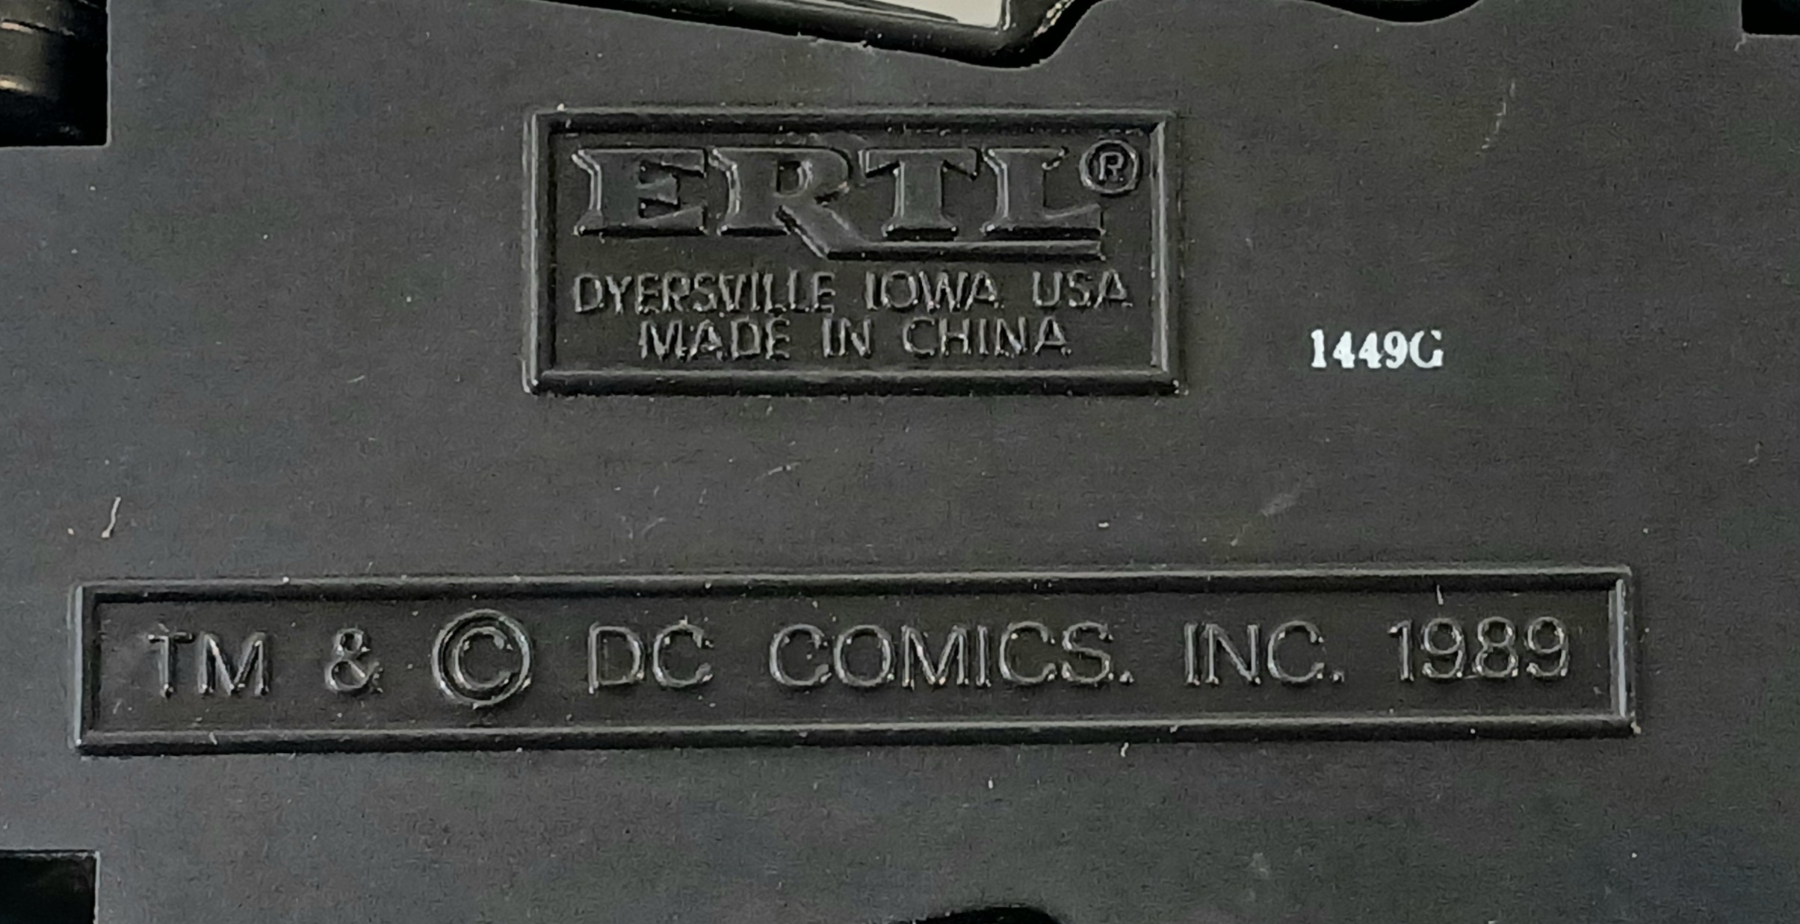 ERTL®
DYERSVILLE IOWA USA
MADE IN CHINA
1449G
TM & © DC COMICS. INC. 1989